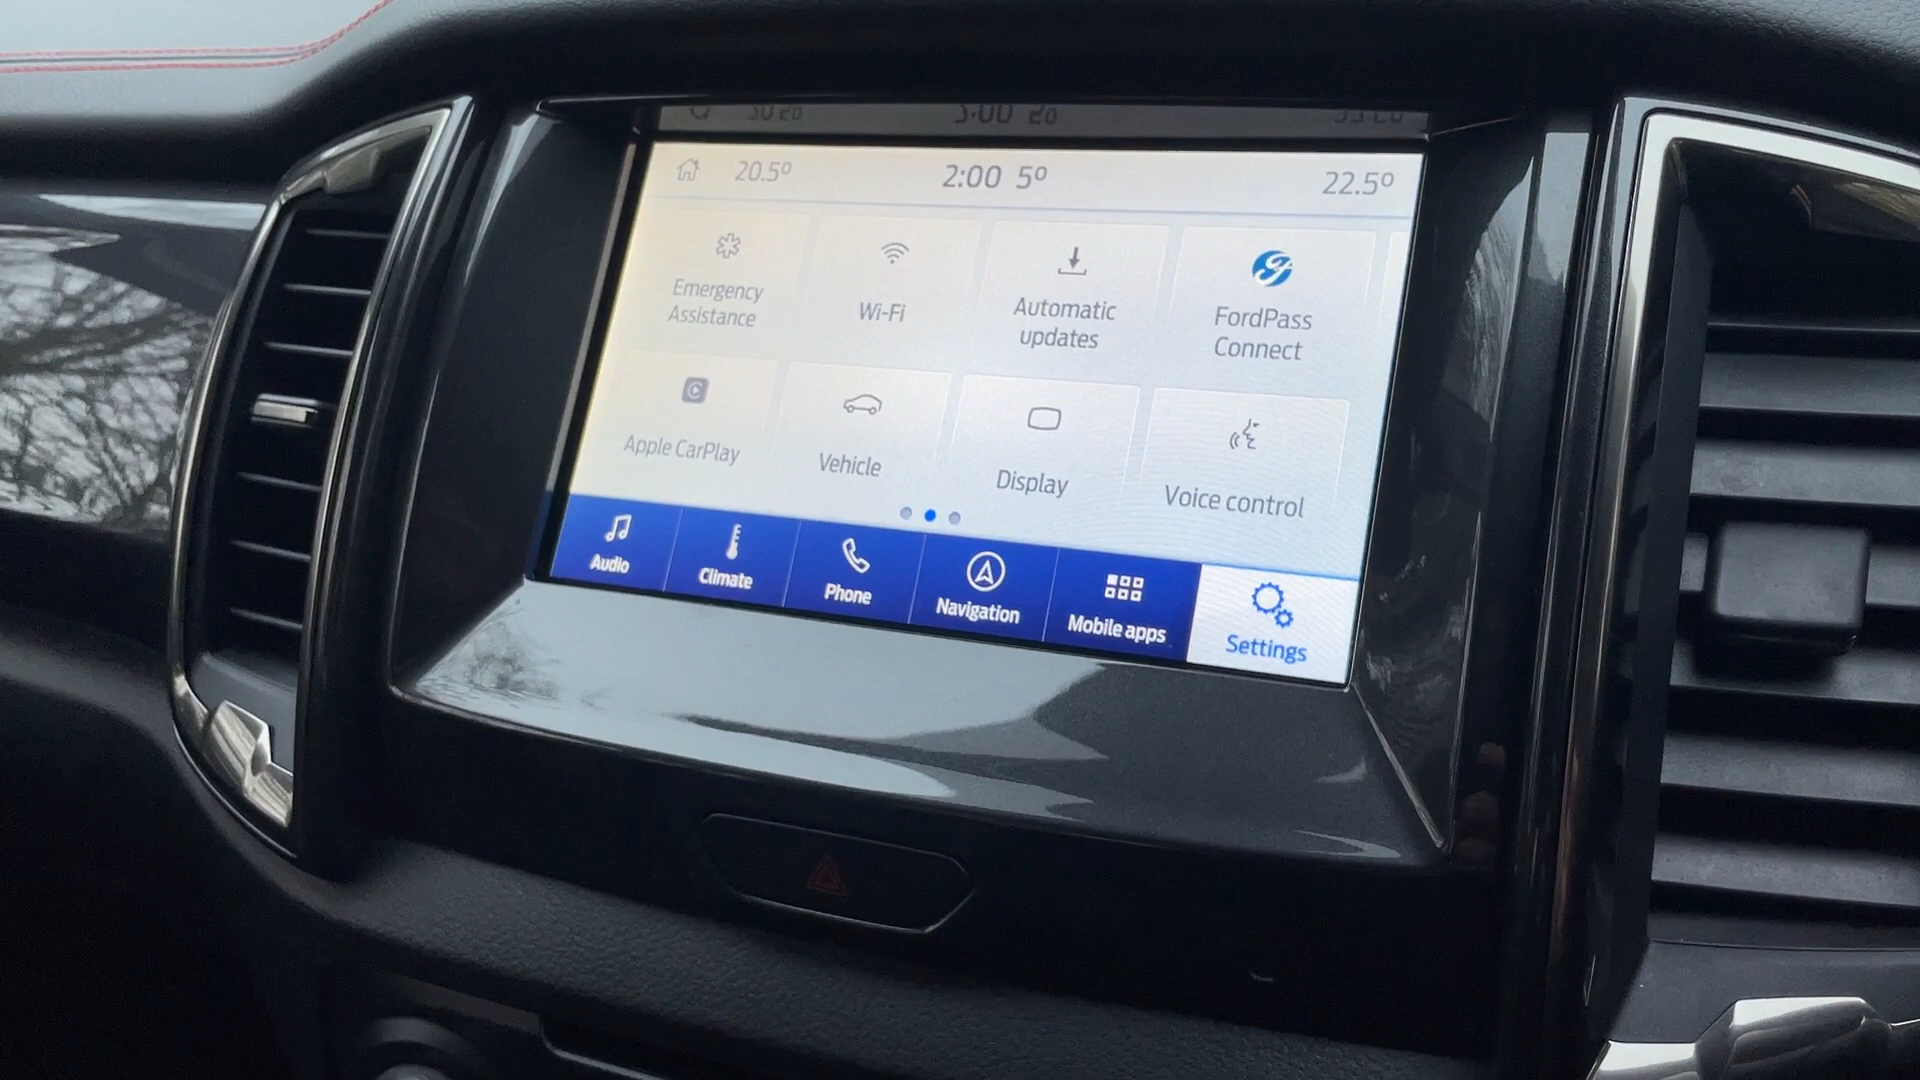 20.5° 2:00 5° 22.5°
Emergency
Assistance
Wi-Fi
Automatic
updates
FordPass
Connect
Apple CarPlay
Vehicle
Display
Voice control
Audio
Climate
Phone
Navigation
Mobile apps
Settings